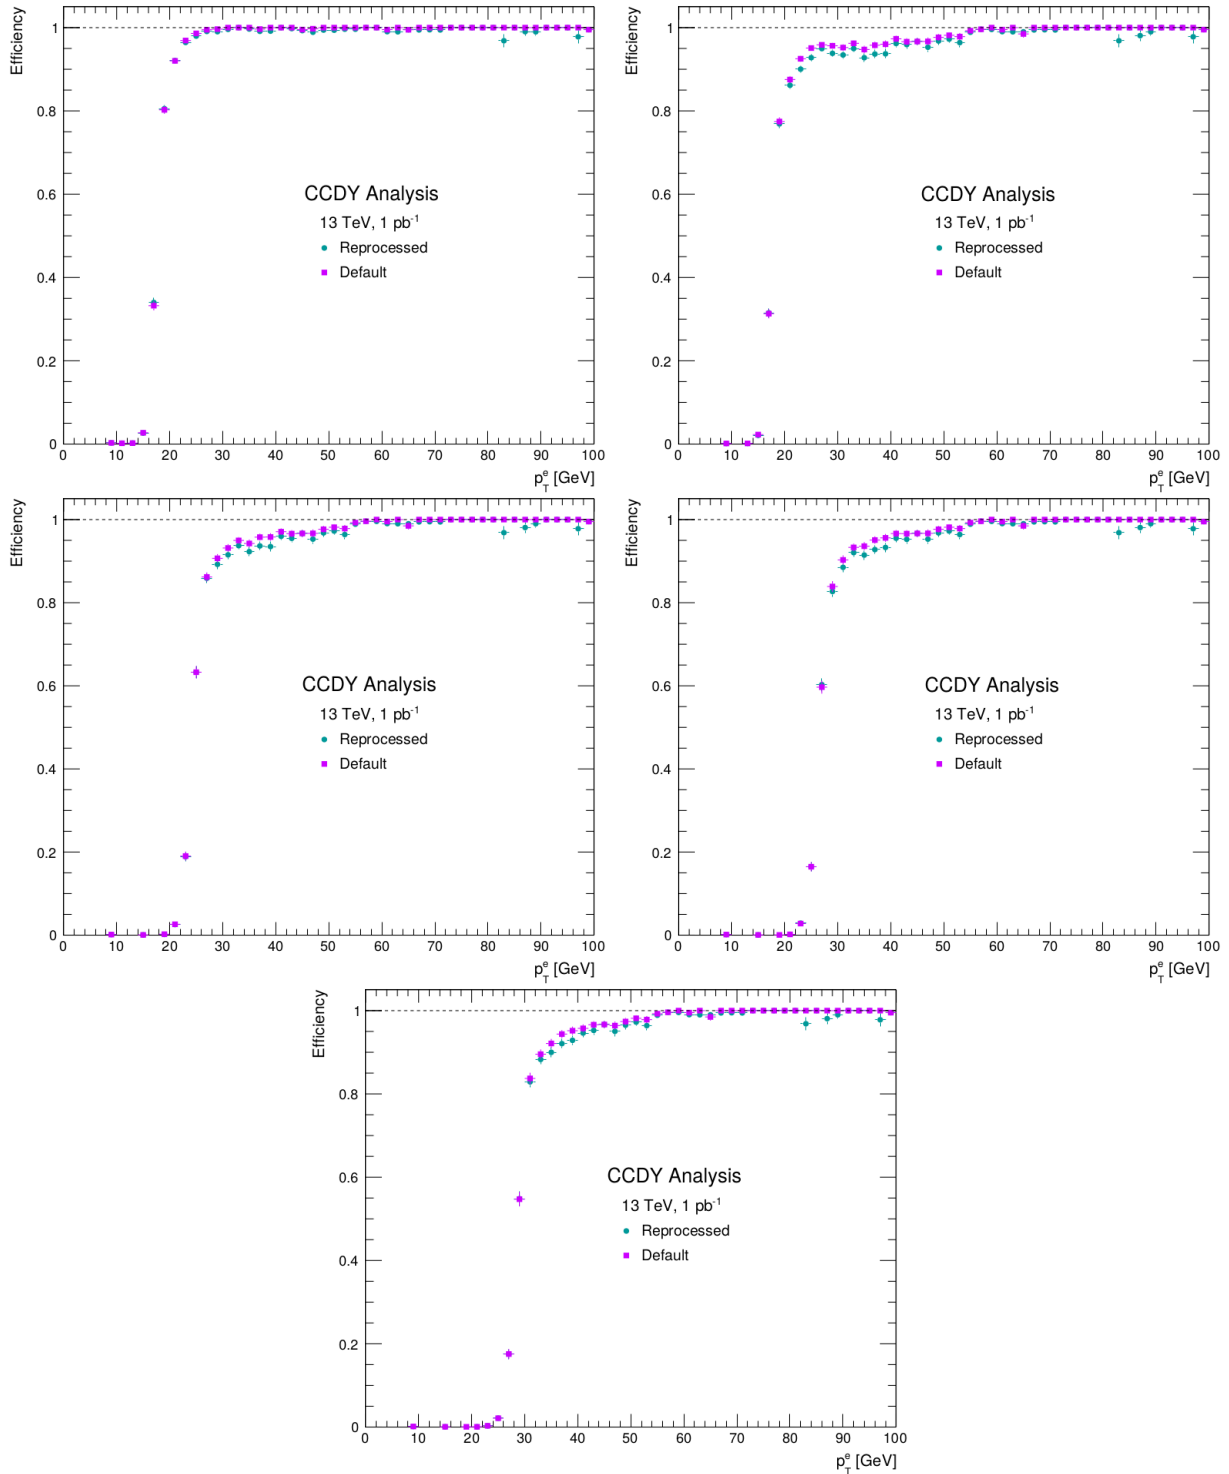 Efficiency
1
0.8
0.6
0.4
0.2
0
CCDY Analysis
13 TeV, 1 pb⁻¹
Reprocessed
Default
0 10 20 30 40 50 60 70 80 90 100
p_T^e [GeV]
Efficiency
1
0.8
0.6
0.4
0.2
0
CCDY Analysis
13 TeV, 1 pb⁻¹
Reprocessed
Default
0 10 20 30 40 50 60 70 80 90 100
p_T^e [GeV]
Efficiency
1
0.8
0.6
0.4
0.2
0
CCDY Analysis
13 TeV, 1 pb⁻¹
Reprocessed
Default
0 10 20 30 40 50 60 70 80 90 100
p_T^e [GeV]
Efficiency
1
0.8
0.6
0.4
0.2
0
CCDY Analysis
13 TeV, 1 pb⁻¹
Reprocessed
Default
0 10 20 30 40 50 60 70 80 90 100
p_T^e [GeV]
Efficiency
1
0.8
0.6
0.4
0.2
0
CCDY Analysis
13 TeV, 1 pb⁻¹
Reprocessed
Default
0 10 20 30 40 50 60 70 80 90 100
p_T^e [GeV]